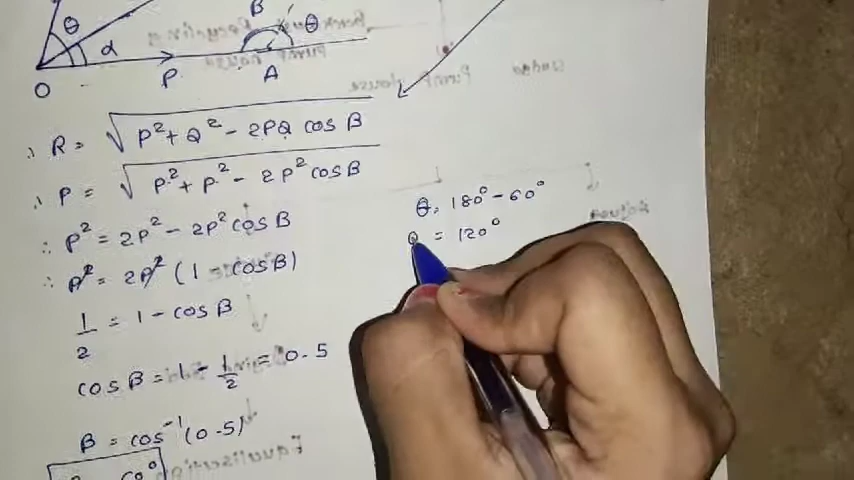 B
θ
θ
α
O
P
A
∴ R = √P² + Q² - 2PQ cos B
∴ P = √P² + P² - 2P² cos B
∴ P² = 2P² - 2P² cos B
∴ P² = 2P² (1 - cos B)
1/2 = 1 - cos B
cos B = 1 - 1/2 = 0.5
B = cos⁻¹ (0.5)
θ = 180° - 60°
θ = 120°